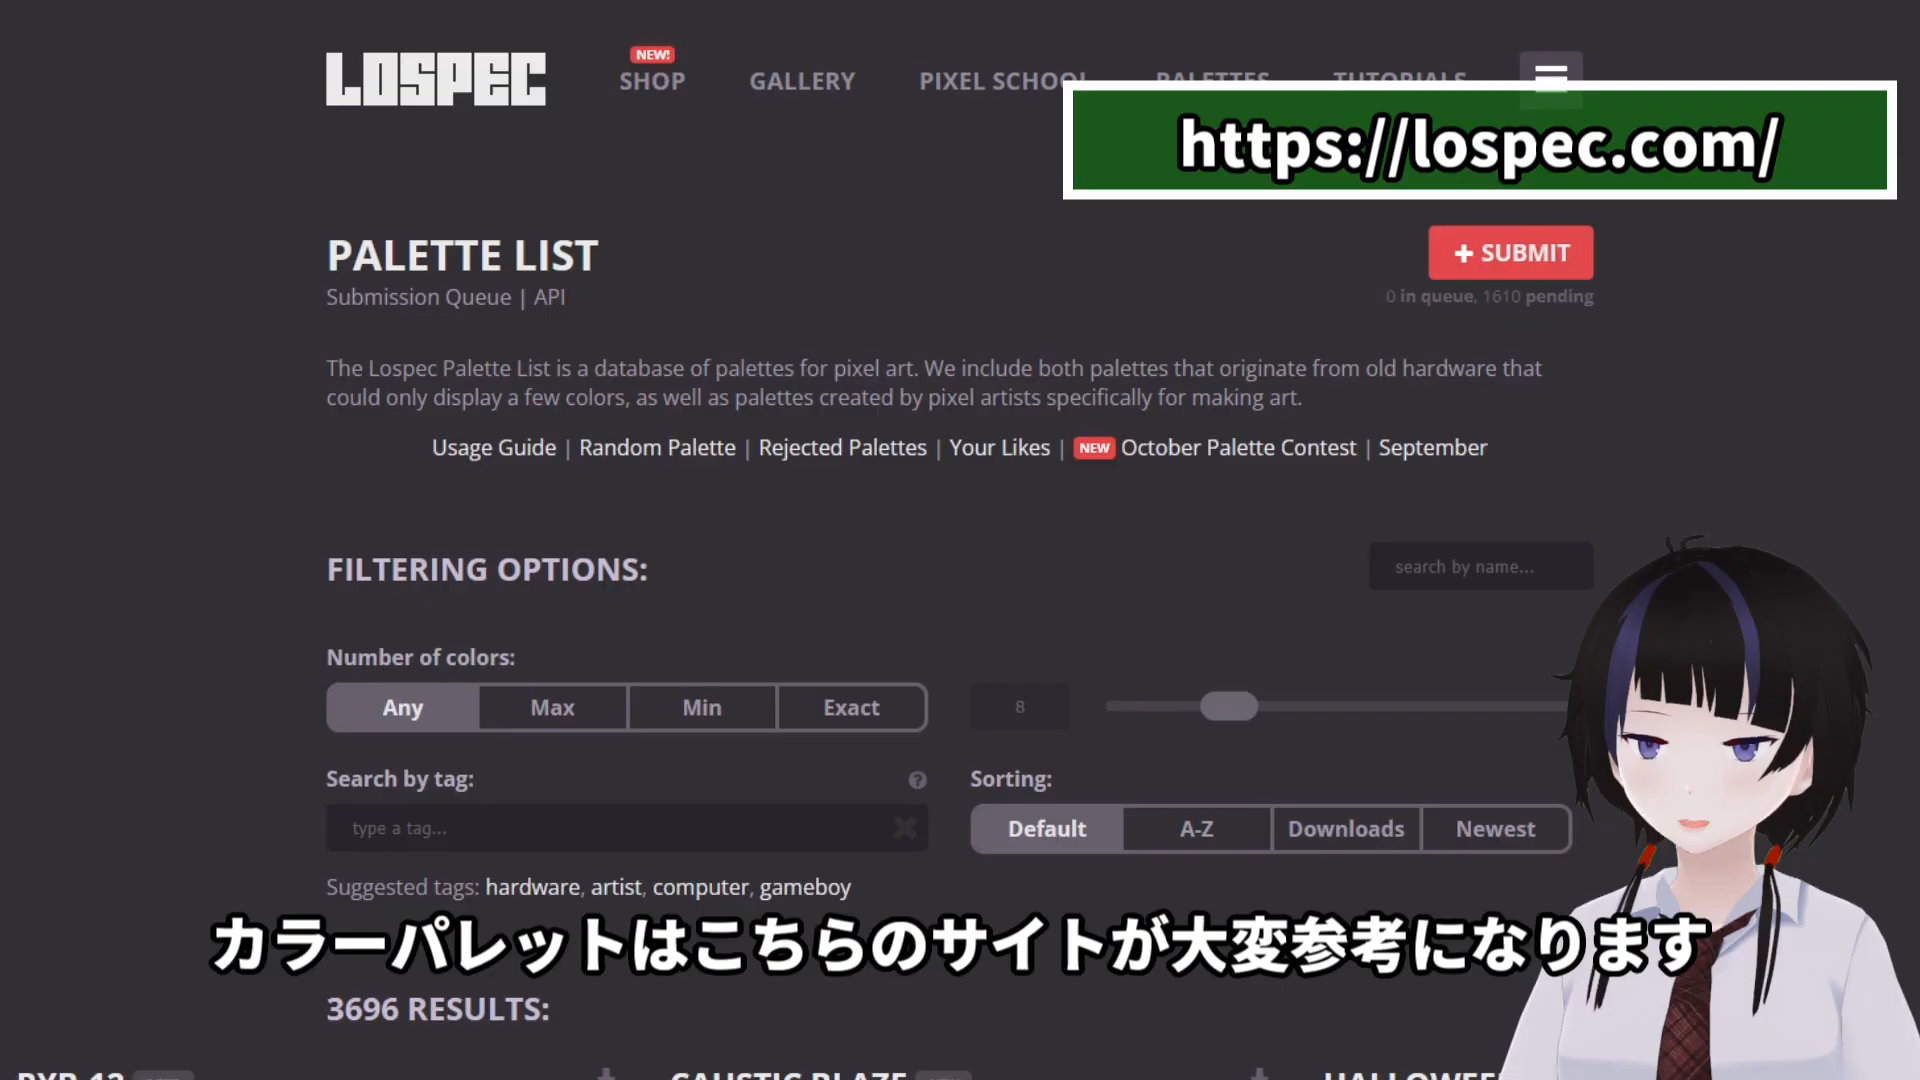 LOSPEC
NEW!
SHOP
GALLERY
PIXEL SCHOOL
PALETTES
TUTORIALS
https://lospec.com/
PALETTE LIST
Submission Queue | API
+ SUBMIT
0 in queue, 1610 pending
The Lospec Palette List is a database of palettes for pixel art. We include both palettes that originate from old hardware that
could only display a few colors, as well as palettes created by pixel artists specifically for making art.
Usage Guide | Random Palette | Rejected Palettes | Your Likes | NEW October Palette Contest | September
FILTERING OPTIONS:
search by name...
Number of colors:
Any
Max
Min
Exact
8
Search by tag:
?
Sorting:
type a tag...
Default
A-Z
Downloads
Newest
Suggested tags: hardware, artist, computer, gameboy
カラーパレットはこちらのサイトが大変参考になります
3696 RESULTS:
CAUSTIC BLAZE